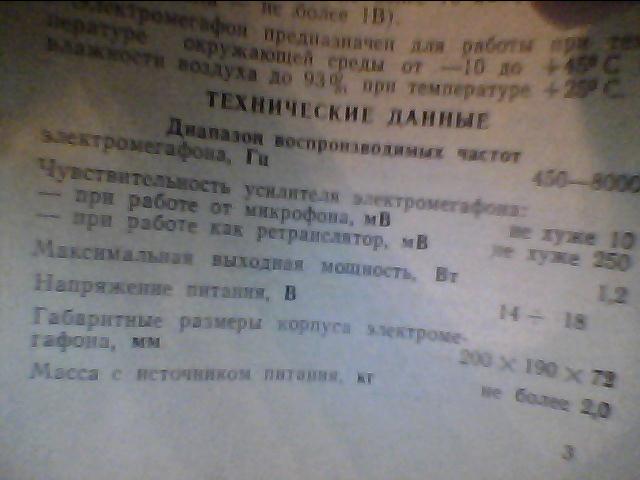 не более 1В).
Электромегафон предназначен для работы при тем
пературе окружающей среды от —10 до +45° С
влажности воздуха до 93%, при температуре +25° С.
ТЕХНИЧЕСКИЕ ДАННЫЕ
Диапазон воспроизводимых частот
электромегафона, Гц 450—8000
Чувствительность усилителя электромегафона:
— при работе от микрофона, мВ не хуже 10
— при работе как ретранслятор, мВ не хуже 250
Максимальная выходная мощность, Вт 1,2
Напряжение питания, В 14 ÷ 18
Габаритные размеры корпуса электроме-
гафона, мм 200 × 190 × 72
Масса с источником питания, кг не более 2,0
3